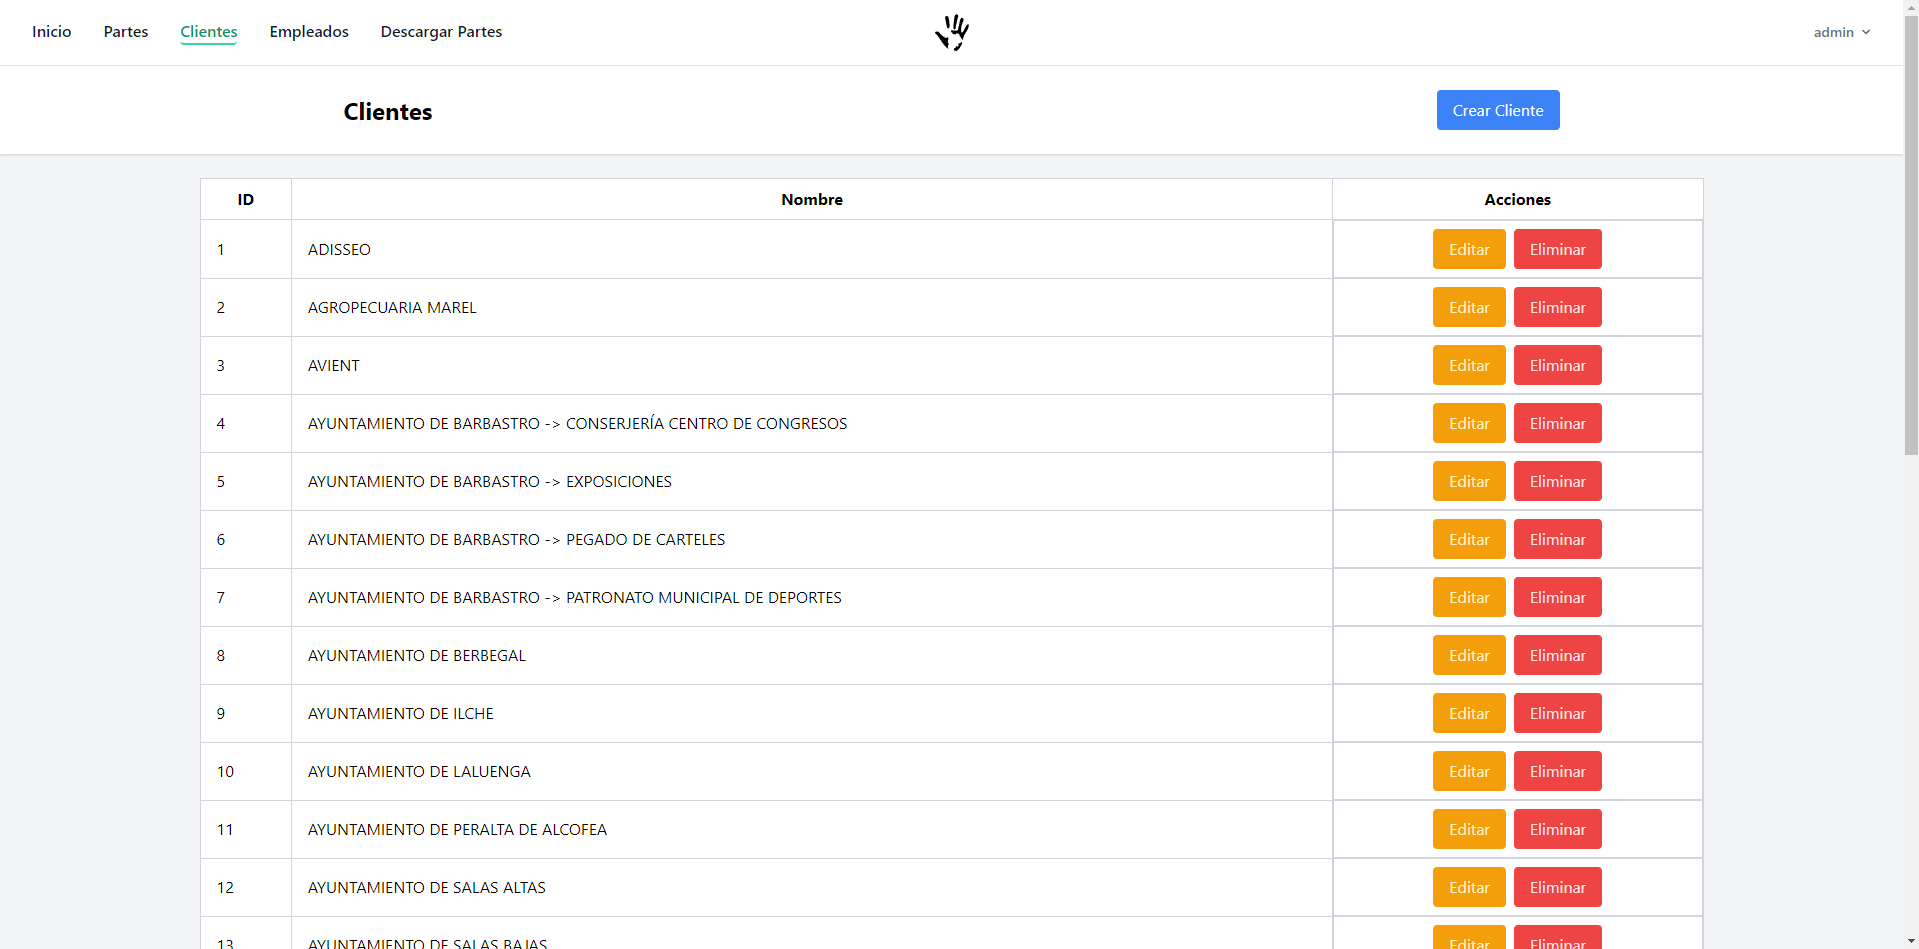 Inicio Partes Clientes Empleados Descargar Partes admin
Clientes Crear Cliente
ID Nombre Acciones
1 ADISSEO Editar Eliminar
2 AGROPECUARIA MAREL Editar Eliminar
3 AVIENT Editar Eliminar
4 AYUNTAMIENTO DE BARBASTRO -> CONSERJERÍA CENTRO DE CONGRESOS Editar Eliminar
5 AYUNTAMIENTO DE BARBASTRO -> EXPOSICIONES Editar Eliminar
6 AYUNTAMIENTO DE BARBASTRO -> PEGADO DE CARTELES Editar Eliminar
7 AYUNTAMIENTO DE BARBASTRO -> PATRONATO MUNICIPAL DE DEPORTES Editar Eliminar
8 AYUNTAMIENTO DE BERBEGAL Editar Eliminar
9 AYUNTAMIENTO DE ILCHE Editar Eliminar
10 AYUNTAMIENTO DE LALUENGA Editar Eliminar
11 AYUNTAMIENTO DE PERALTA DE ALCOFEA Editar Eliminar
12 AYUNTAMIENTO DE SALAS ALTAS Editar Eliminar
13 AYUNTAMIENTO DE SALAS BAJAS Editar Eliminar